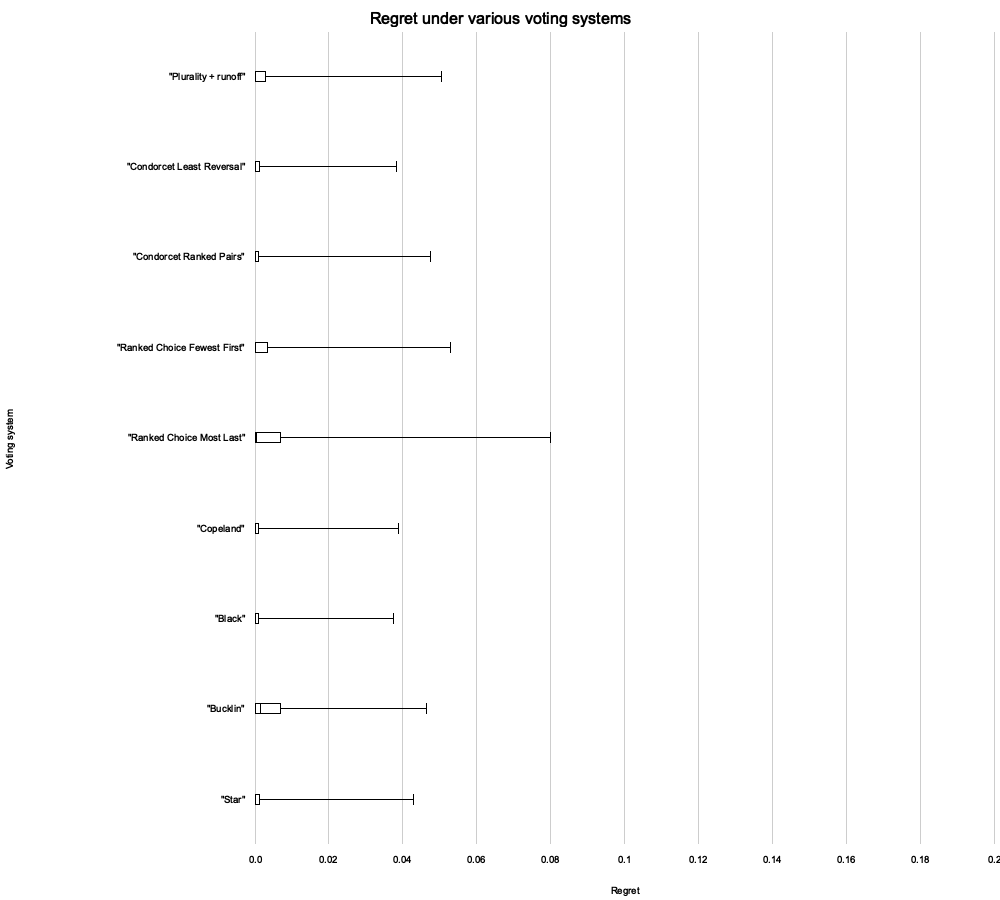 Regret under various voting systems
"Plurality + runoff"
"Condorcet Least Reversal"
"Condorcet Ranked Pairs"
"Ranked Choice Fewest First"
Voting system
"Ranked Choice Most Last"
"Copeland"
"Black"
"Bucklin"
"Star"
0.0 0.02 0.04 0.06 0.08 0.1 0.12 0.14 0.16 0.18 0.2
Regret